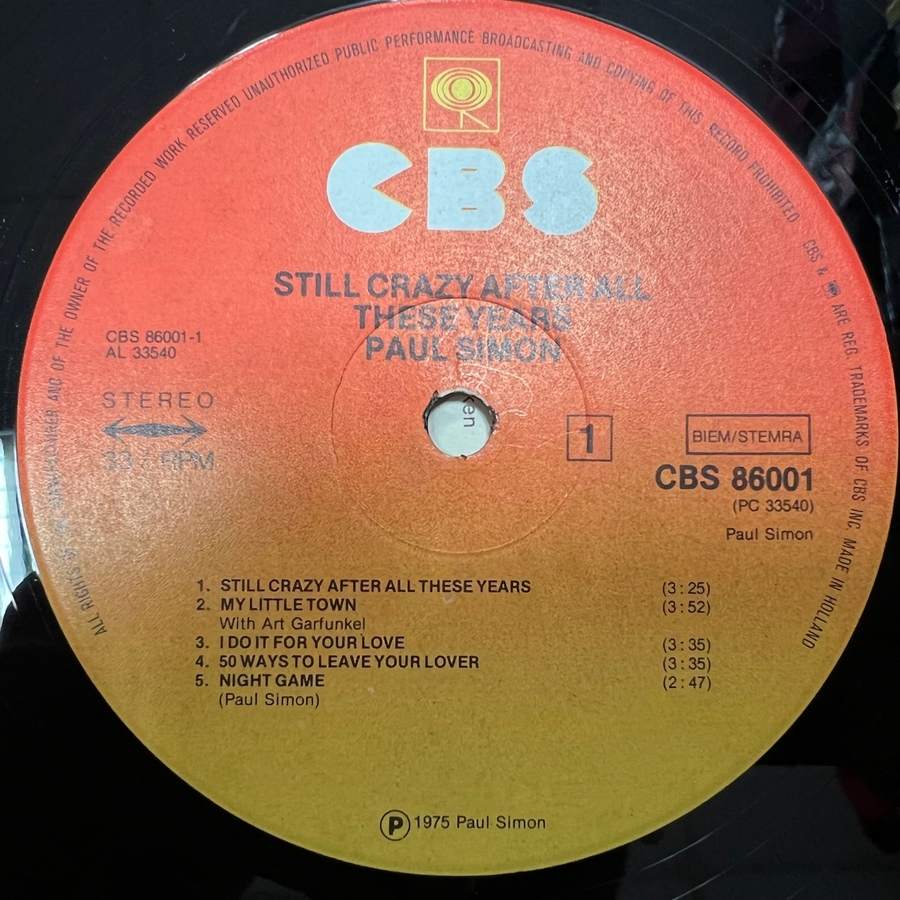 ALL RIGHTS OF THE MANUFACTURER AND OF THE OWNER OF THE RECORDED WORK RESERVED UNAUTHORIZED PUBLIC PERFORMANCE BROADCASTING AND COPYING OF THIS RECORD PROHIBITED CBS & ARE REG. TRADEMARKS OF CBS INC. MADE IN HOLLAND
CBS
STILL CRAZY AFTER ALL
THESE YEARS
PAUL SIMON
CBS 86001-1
AL 33540
STEREO
33 RPM
ken
1
BIEM/STEMRA
CBS 86001
(PC 33540)
Paul Simon
1. STILL CRAZY AFTER ALL THESE YEARS (3:25)
2. MY LITTLE TOWN (3:52)
With Art Garfunkel
3. I DO IT FOR YOUR LOVE (3:35)
4. 50 WAYS TO LEAVE YOUR LOVER (3:35)
5. NIGHT GAME (2:47)
(Paul Simon)
℗ 1975 Paul Simon